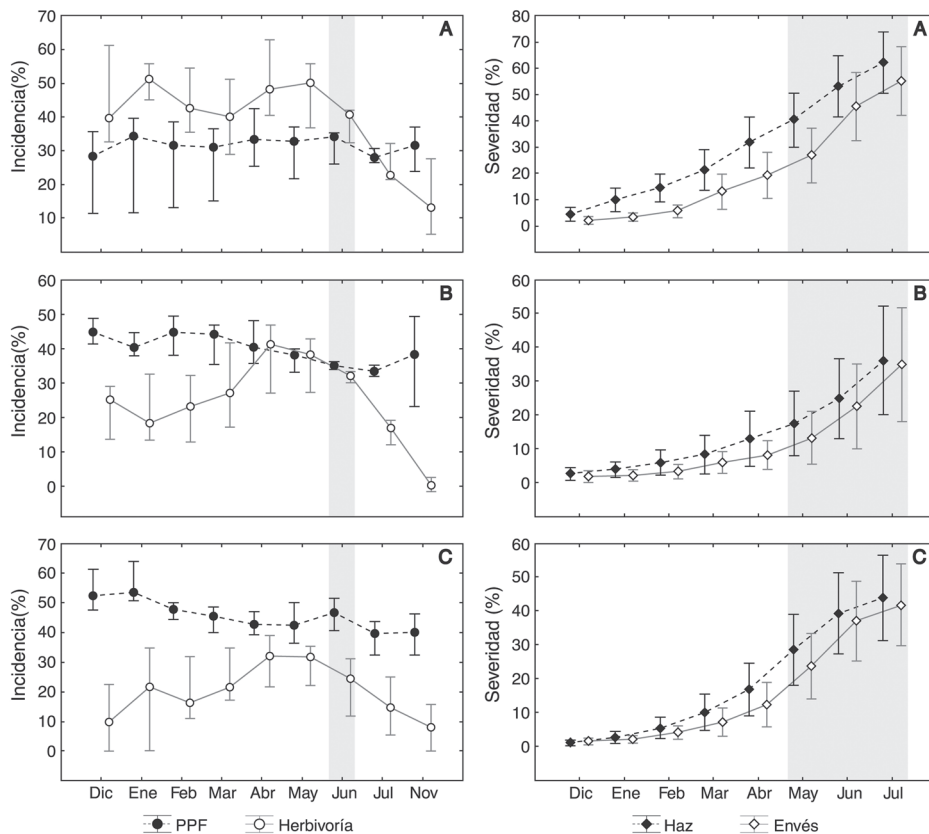 A
Incidencia(%)
70
60
50
40
30
20
10
A
Severidad (%)
80
70
60
50
40
30
20
10
0
B
Incidencia(%)
60
50
40
30
20
10
0
B
Severidad (%)
60
50
40
30
20
10
0
C
Incidencia(%)
70
60
50
40
30
20
10
0
Dic Ene Feb Mar Abr May Jun Jul Nov
PPF Herbivoría
C
Severidad (%)
60
50
40
30
20
10
0
Dic Ene Feb Mar Abr May Jun Jul
Haz Envés